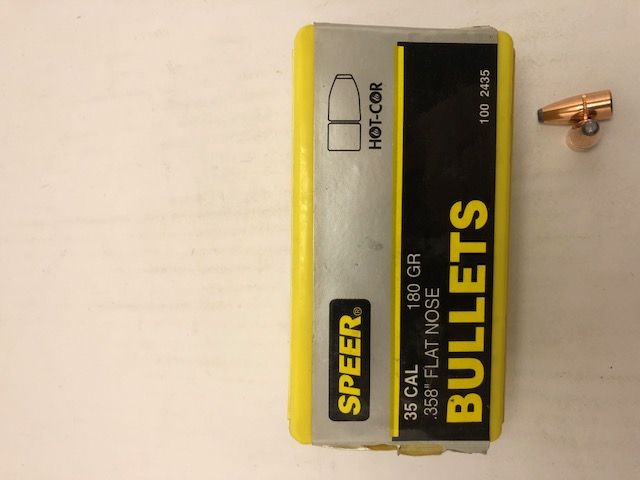 HOT-COR
SPEER®
35 CAL 180 GR
.358" FLAT NOSE
BULLETS
100 2435